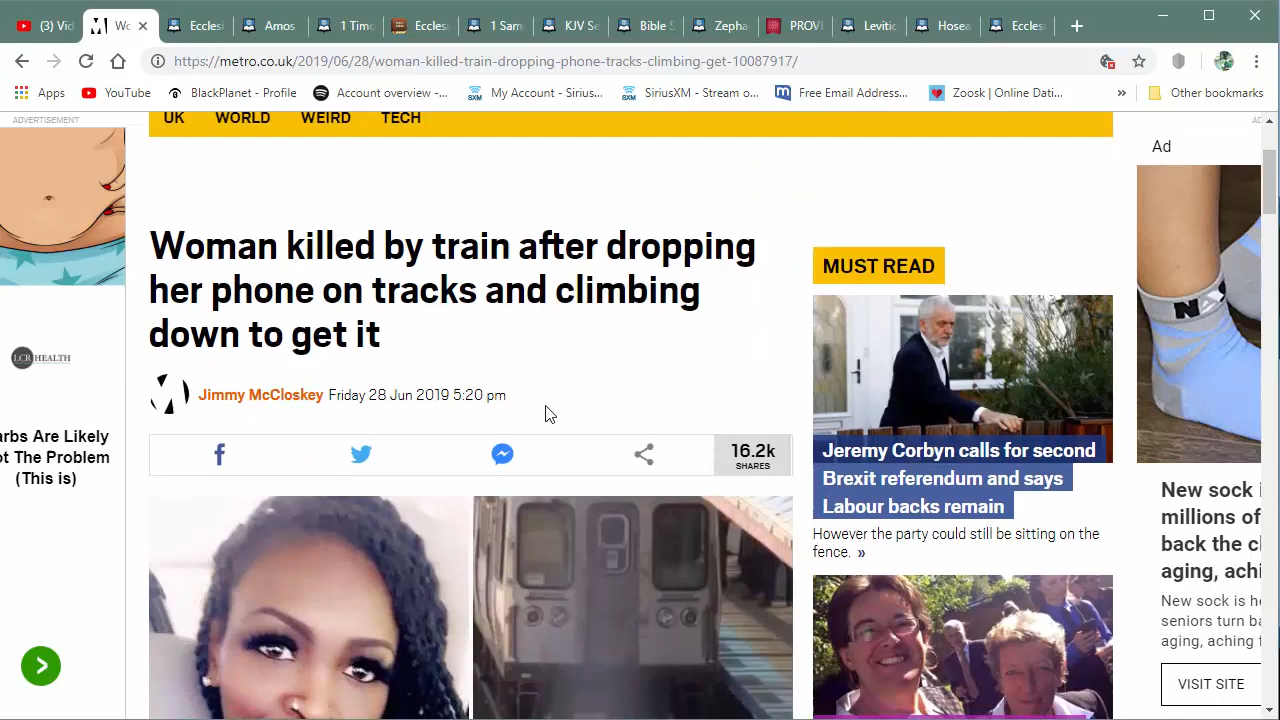 (3) Vid
Wo
Ecclesi
Amos
1 Timo
Eccles
1 Sam
KJV Se
Bible S
Zepha
PROV
Leviti
Hosea
Eccles
https://metro.co.uk/2019/06/28/woman-killed-train-dropping-phone-tracks-climbing-get-10087917/
Apps
YouTube
BlackPlanet - Profile
Account overview -...
My Account - Sirius...
SiriusXM - Stream o...
Free Email Address...
Zoosk | Online Dati...
»
Other bookmarks
ADVERTISEMENT
UK WORLD WEIRD TECH
AD
Ad
Woman killed by train after dropping
her phone on tracks and climbing
down to get it
Jimmy McCloskey Friday 28 Jun 2019 5:20 pm
16.2k
SHARES
MUST READ
Jeremy Corbyn calls for second
Brexit referendum and says
Labour backs remain
However the party could still be sitting on the
fence. »
LCR HEALTH
arbs Are Likely
ot The Problem
(This is)
New sock i
millions of
back the cl
aging, achi
New sock is he
seniors turn ba
aging, aching f
VISIT SITE